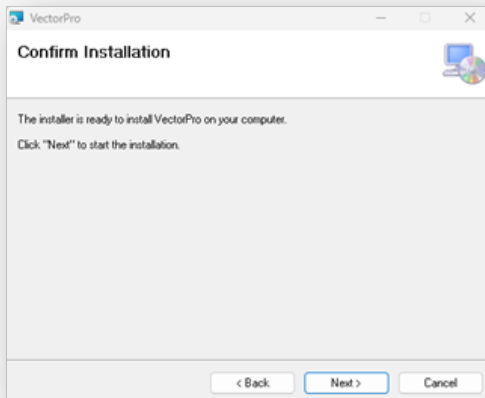 VectorPro
Confirm Installation
The installer is ready to install VectorPro on your computer.
Click "Next" to start the installation.
< Back
Next >
Cancel